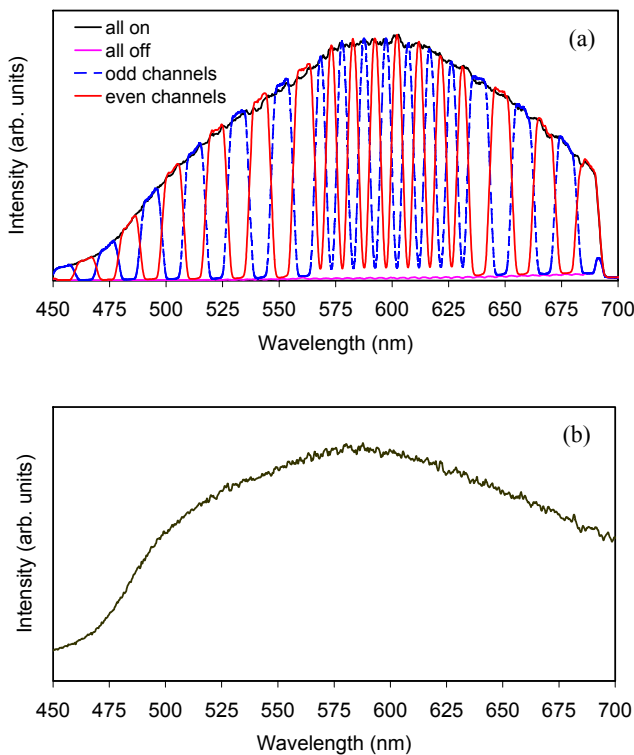 (a)
all on
all off
odd channels
even channels
Intensity (arb. units)
450 475 500 525 550 575 600 625 650 675 700
Wavelength (nm)
(b)
Intensity (arb. units)
450 475 500 525 550 575 600 625 650 675 700
Wavelength (nm)